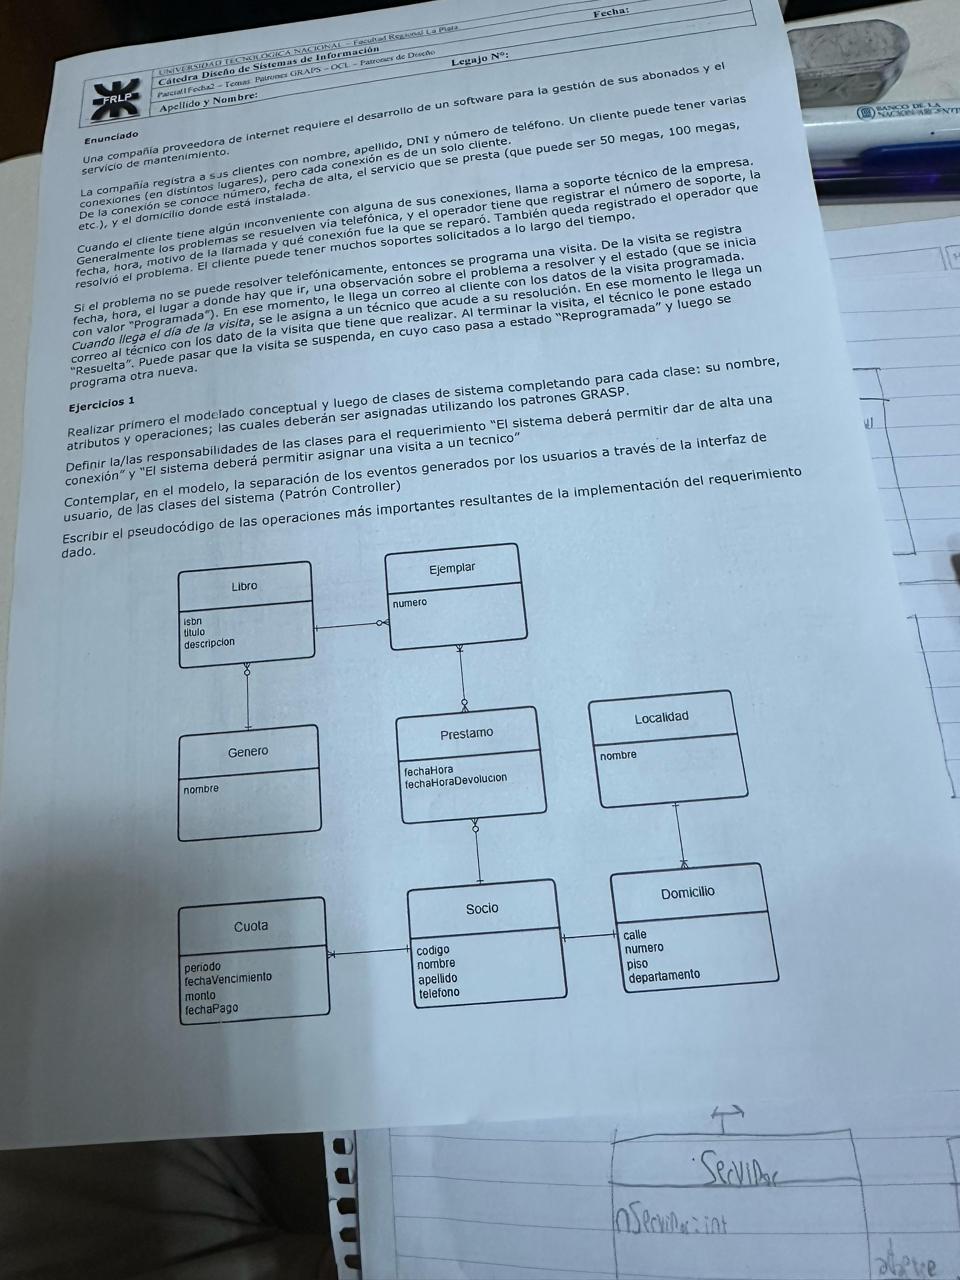 UNIVERSIDAD TECNOLÓGICA NACIONAL – Facultad Regional La Plata
Cátedra Diseño de Sistemas de Información
Parcial1Fecha2 – Temas: Patrones GRAPS – OCL – Patrones de Diseño
Apellido y Nombre:
Legajo Nº:
Fecha:
FRLP
Enunciado
Una compañía proveedora de internet requiere el desarrollo de un software para la gestión de sus abonados y el
servicio de mantenimiento.
La compañía registra a sus clientes con nombre, apellido, DNI y número de teléfono. Un cliente puede tener varias
conexiones (en distintos lugares), pero cada conexión es de un solo cliente.
De la conexión se conoce número, fecha de alta, el servicio que se presta (que puede ser 50 megas, 100 megas,
etc.), y el domicilio donde está instalada.
Cuando el cliente tiene algún inconveniente con alguna de sus conexiones, llama a soporte técnico de la empresa.
Generalmente los problemas se resuelven vía telefónica, y el operador tiene que registrar el número de soporte, la
fecha, hora, motivo de la llamada y qué conexión fue la que se reparó. También queda registrado el operador que
resolvió el problema. El cliente puede tener muchos soportes solicitados a lo largo del tiempo.
Si el problema no se puede resolver telefónicamente, entonces se programa una visita. De la visita se registra
fecha, hora, el lugar a donde hay que ir, una observación sobre el problema a resolver y el estado (que se inicia
con valor “Programada”). En ese momento, le llega un correo al cliente con los datos de la visita programada.
Cuando llega el día de la visita, se le asigna a un técnico que acude a su resolución. En ese momento le llega un
correo al técnico con los dato de la visita que tiene que realizar. Al terminar la visita, el técnico le pone estado
“Resuelta”. Puede pasar que la visita se suspenda, en cuyo caso pasa a estado “Reprogramada” y luego se
programa otra nueva.
Ejercicios 1
Realizar primero el modelado conceptual y luego de clases de sistema completando para cada clase: su nombre,
atributos y operaciones; las cuales deberán ser asignadas utilizando los patrones GRASP.
Definir la/las responsabilidades de las clases para el requerimiento “El sistema deberá permitir dar de alta una
conexión” y “El sistema deberá permitir asignar una visita a un tecnico”
Contemplar, en el modelo, la separación de los eventos generados por los usuarios a través de la interfaz de
usuario, de las clases del sistema (Patrón Controller)
Escribir el pseudocódigo de las operaciones más importantes resultantes de la implementación del requerimiento
dado.
Libro
isbn
titulo
descripcion
Ejemplar
numero
Genero
nombre
Prestamo
fechaHora
fechaHoraDevolucion
Localidad
nombre
Cuota
periodo
fechaVencimiento
monto
fechaPago
Socio
codigo
nombre
apellido
telefono
Domicilio
calle
numero
piso
departamento
BANCO DE LA
Servidor
nServidor: int